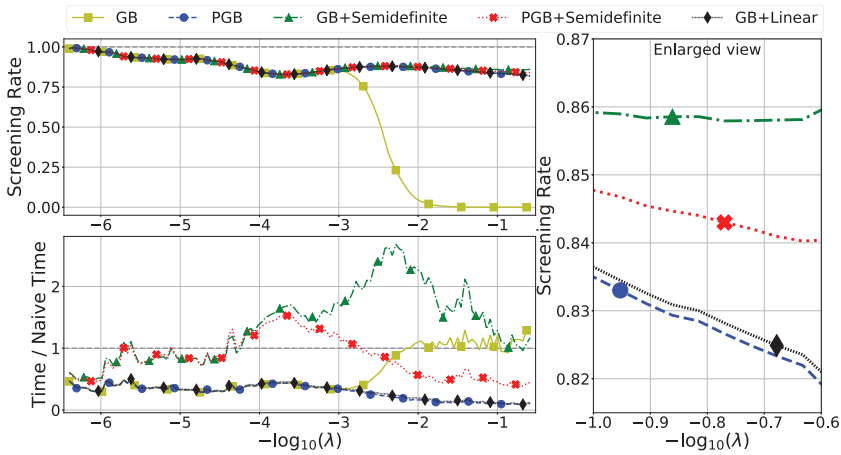 GB PGB GB+Semidefinite PGB+Semidefinite GB+Linear
Screening Rate
1.00
0.75
0.50
0.25
0.00
−6 −5 −4 −3 −2 −1
Time / Naive Time
2
1
0
−6 −5 −4 −3 −2 −1
−log10(λ)
Enlarged view
Screening Rate
0.87
0.86
0.85
0.84
0.83
0.82
−1.0 −0.9 −0.8 −0.7 −0.6
−log10(λ)